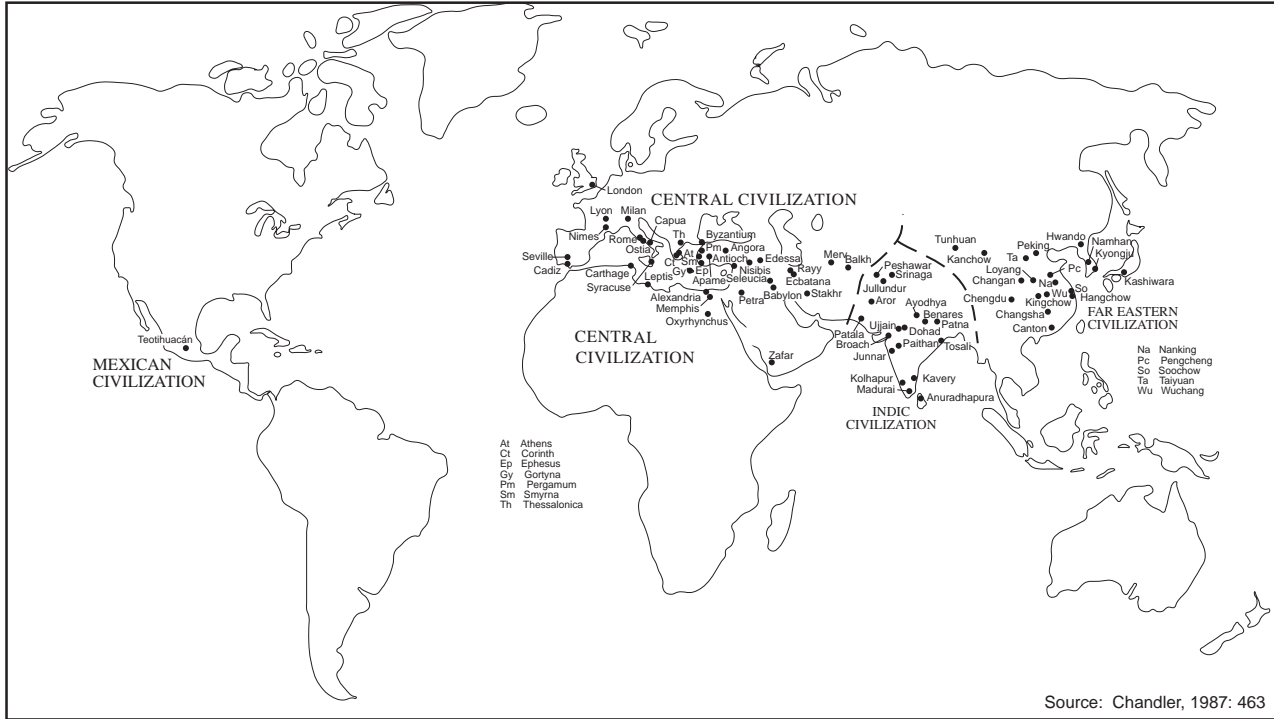 London
CENTRAL CIVILIZATION
Lyon
Milan
Capua
Th
Byzantium
Nimes
Rome
Ostia
At
Pm
Angora
Seville
Cadiz
Ct
Sm
Antioch
Edessa
Carthage
Gy
Ep
Nisibis
Syracuse
Leptis
Apame
Seleucia
Rayy
Ecbatana
Merv
Balkh
Alexandria
Memphis
Petra
Babylon
Stakhr
Oxyrhynchus
Zafar
CENTRAL
CIVILIZATION
Teotihuacán
MEXICAN
CIVILIZATION
Peshawar
Srinaga
Jullundur
Aror
Ayodhya
Benares
Patna
Ujjain
Dohad
Patala
Broach
Paithan
Tosali
Junnar
Kolhapur
Kavery
Madurai
Anuradhapura
INDIC
CIVILIZATION
Tunhuan
Kanchow
Peking
Ta
Hwando
Namhan
Kyongju
Loyang
Changan
Pc
Kashiwara
Na
So
Chengdu
Wu
Kingchow
Hangchow
Changsha
Canton
FAR EASTERN
CIVILIZATION
Na Nanking
Pc Pengcheng
So Soochow
Ta Taiyuan
Wu Wuchang
At Athens
Ct Corinth
Ep Ephesus
Gy Gortyna
Pm Pergamum
Sm Smyrna
Th Thessalonica
Source: Chandler, 1987: 463